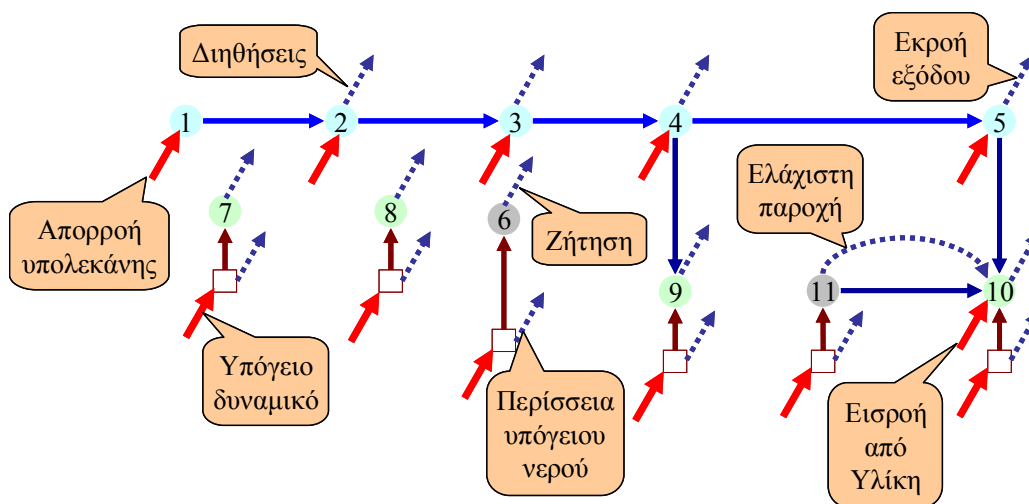 Διηθήσεις
Εκροή
εξόδου
1
2
3
4
5
Απορροή
υπολεκάνης
7
8
6
Ζήτηση
Ελάχιστη
παροχή
9
11
10
Υπόγειο
δυναμικό
Περίσσεια
υπόγειου
νερού
Εισροή
από
Υλίκη